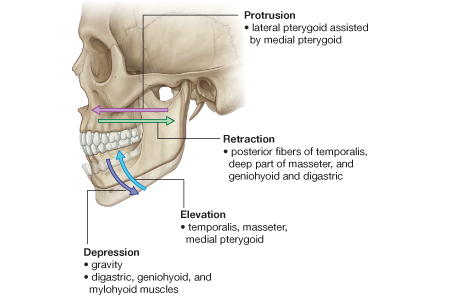 Protrusion
• lateral pterygoid assisted
by medial pterygoid
Retraction
• posterior fibers of temporalis,
deep part of masseter, and
geniohyoid and digastric
Elevation
• temporalis, masseter,
medial pterygoid
Depression
• gravity
• digastric, geniohyoid, and
mylohyoid muscles